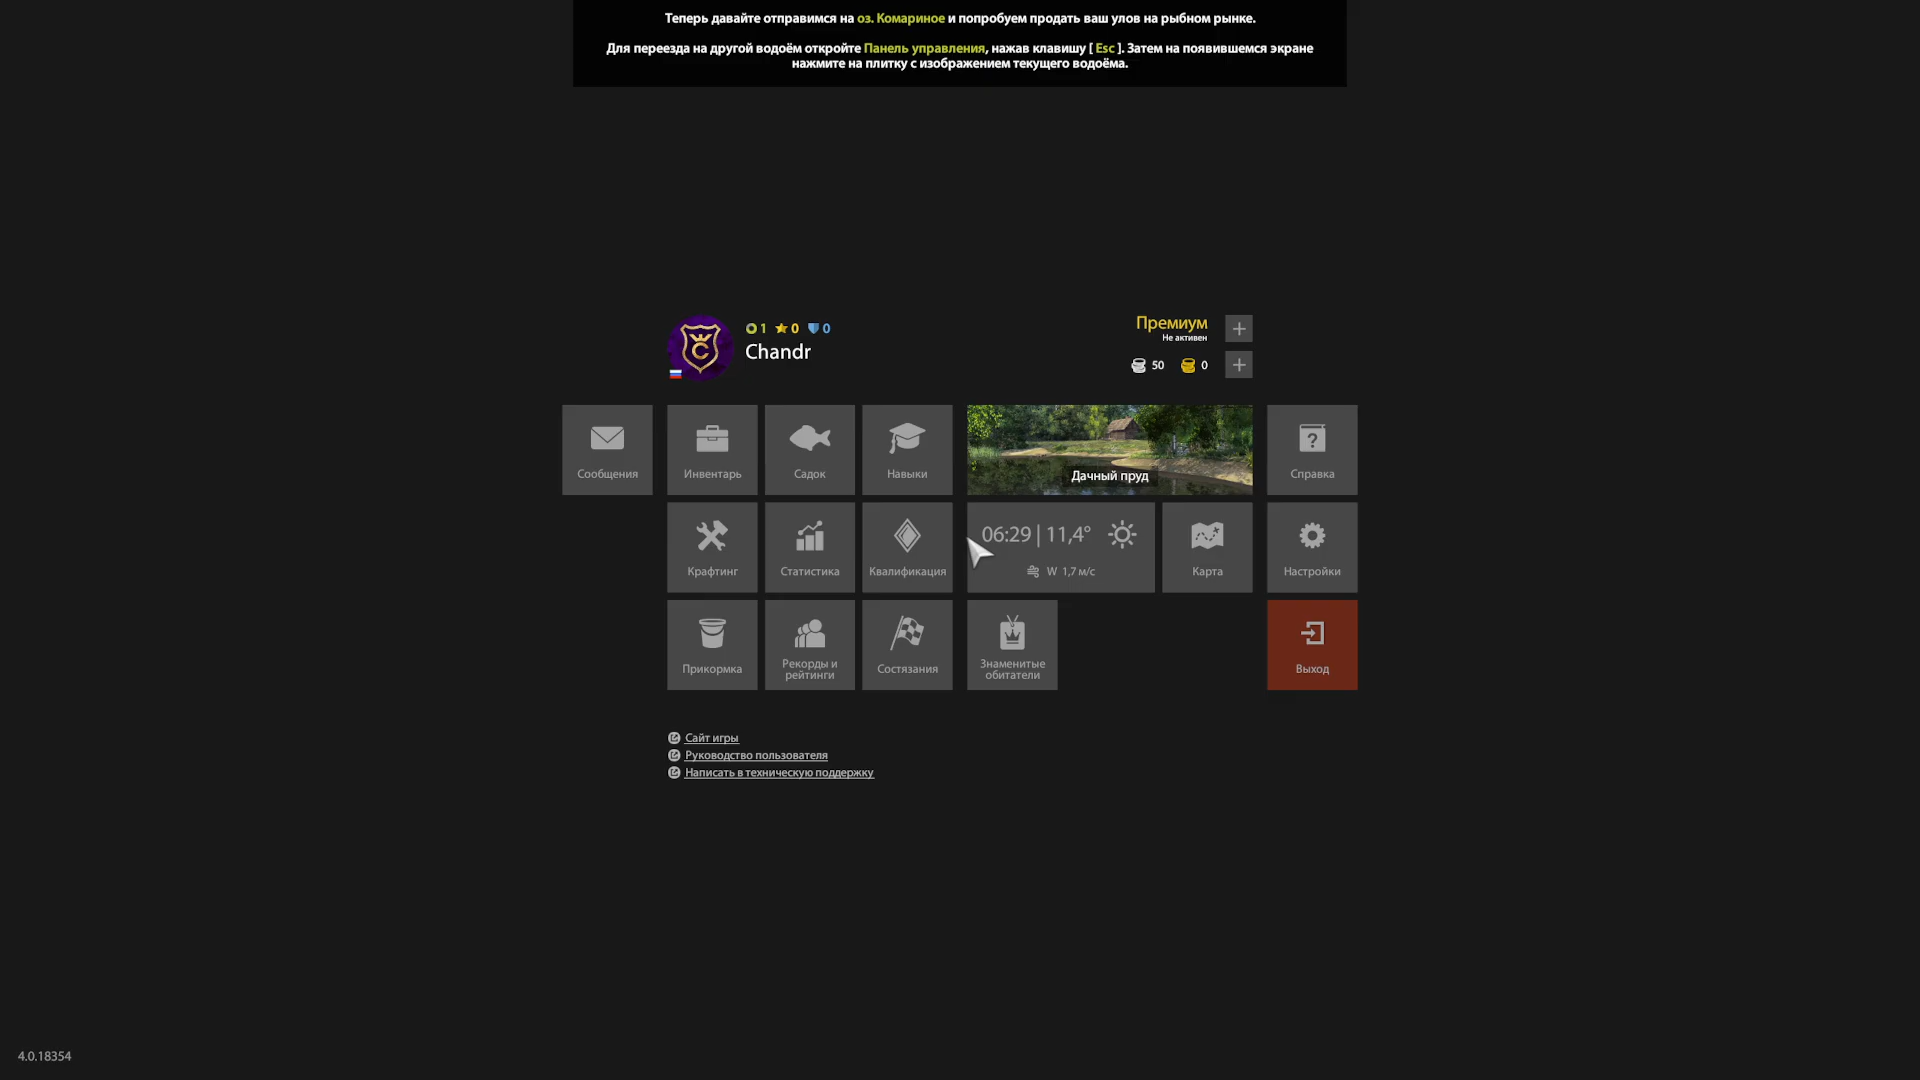 Теперь давайте отправимся на оз. Комариное и попробуем продать ваш улов на рыбном рынке.
Для переезда на другой водоём откройте Панель управления, нажав клавишу [ Esc ]. Затем на появившемся экране
нажмите на плитку с изображением текущего водоёма.
1 0 0
Chandr
Премиум
Не активен
50 0
Сообщения
Инвентарь
Садок
Навыки
Дачный пруд
Справка
Крафтинг
Статистика
Квалификация
06:29 | 11,4°
W 1,7 м/с
Карта
Настройки
Прикормка
Рекорды и
рейтинги
Состязания
Знаменитые
обитатели
Выход
Сайт игры
Руководство пользователя
Написать в техническую поддержку
4.0.18354